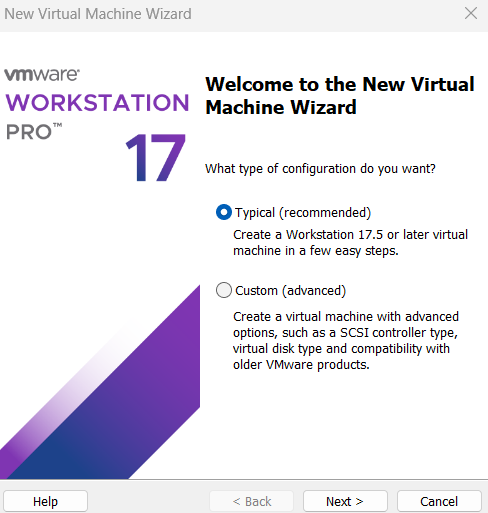 New Virtual Machine Wizard
vmware®
WORKSTATION
PRO™
17
Welcome to the New Virtual
Machine Wizard
What type of configuration do you want?
Typical (recommended)
Create a Workstation 17.5 or later virtual
machine in a few easy steps.
Custom (advanced)
Create a virtual machine with advanced
options, such as a SCSI controller type,
virtual disk type and compatibility with
older VMware products.
Help
< Back
Next >
Cancel